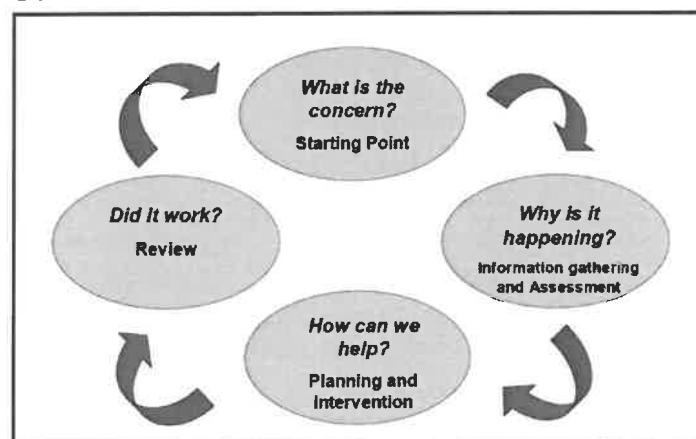 What is the
concern?
Starting Point
Why is it
happening?
Information gathering
and Assessment
How can we
help?
Planning and
Intervention
Did it work?
Review